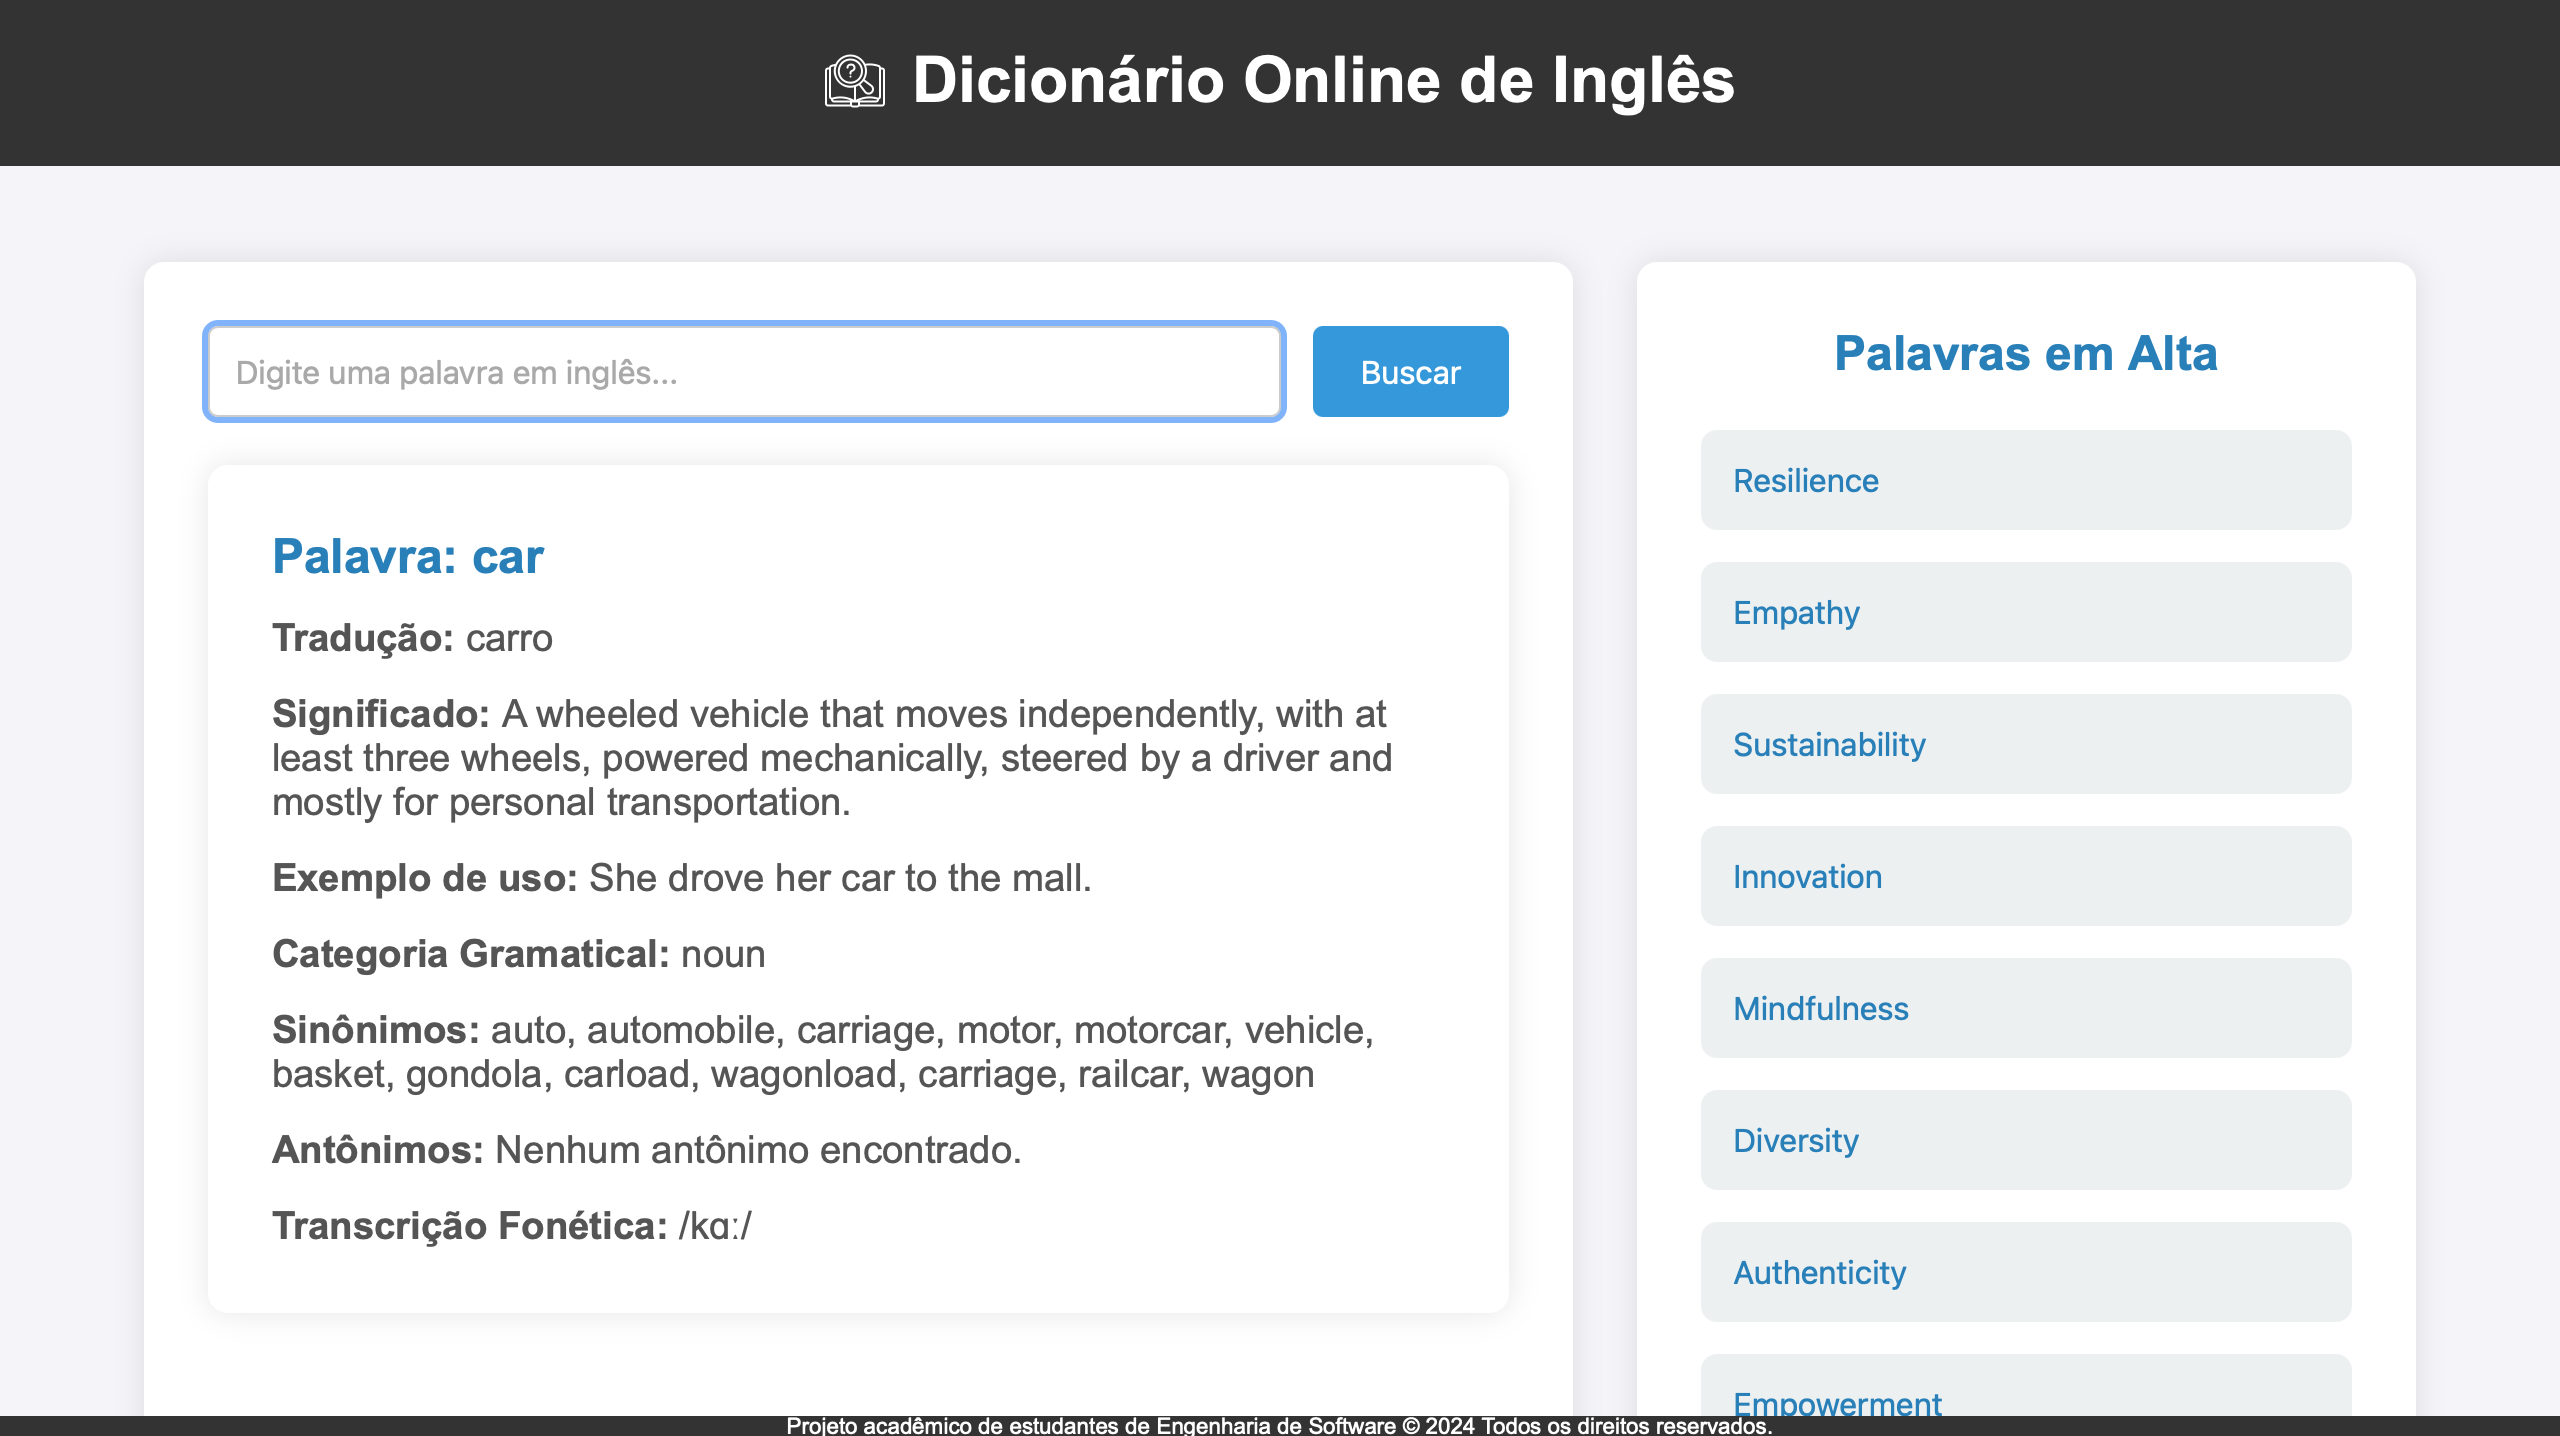 Dicionário Online de Inglês
Digite uma palavra em inglês...
Buscar
Palavra: car
Tradução: carro
Significado: A wheeled vehicle that moves independently, with at
least three wheels, powered mechanically, steered by a driver and
mostly for personal transportation.
Exemplo de uso: She drove her car to the mall.
Categoria Gramatical: noun
Sinônimos: auto, automobile, carriage, motor, motorcar, vehicle,
basket, gondola, carload, wagonload, carriage, railcar, wagon
Antônimos: Nenhum antônimo encontrado.
Transcrição Fonética: /kɑː/
Palavras em Alta
Resilience
Empathy
Sustainability
Innovation
Mindfulness
Diversity
Authenticity
Empowerment
Projeto acadêmico de estudantes de Engenharia de Software © 2024 Todos os direitos reservados.